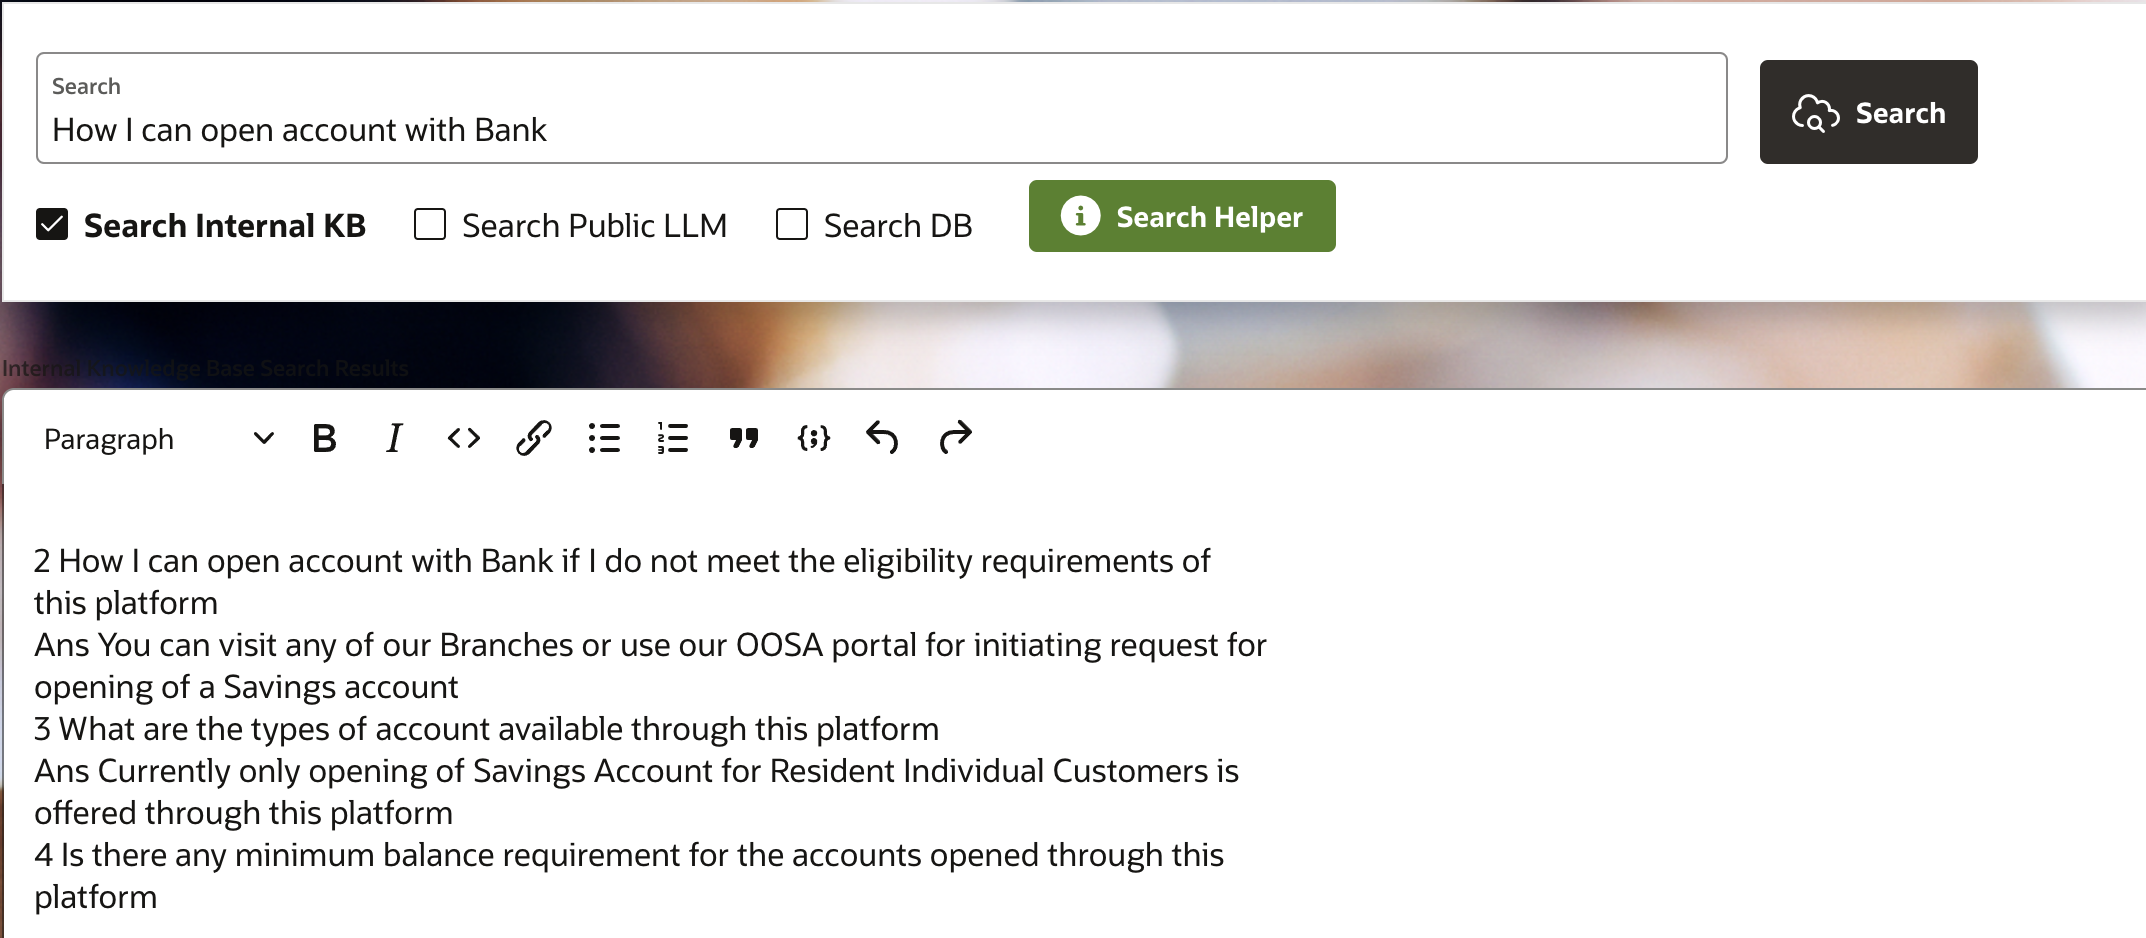 Search
How I can open account with Bank
Search
Search Internal KB
Search Public LLM
Search DB
Search Helper
Internal Knowledge Base Search Results
Paragraph
2 How I can open account with Bank if I do not meet the eligibility requirements of
this platform
Ans You can visit any of our Branches or use our OOSA portal for initiating request for
opening of a Savings account
3 What are the types of account available through this platform
Ans Currently only opening of Savings Account for Resident Individual Customers is
offered through this platform
4 Is there any minimum balance requirement for the accounts opened through this
platform